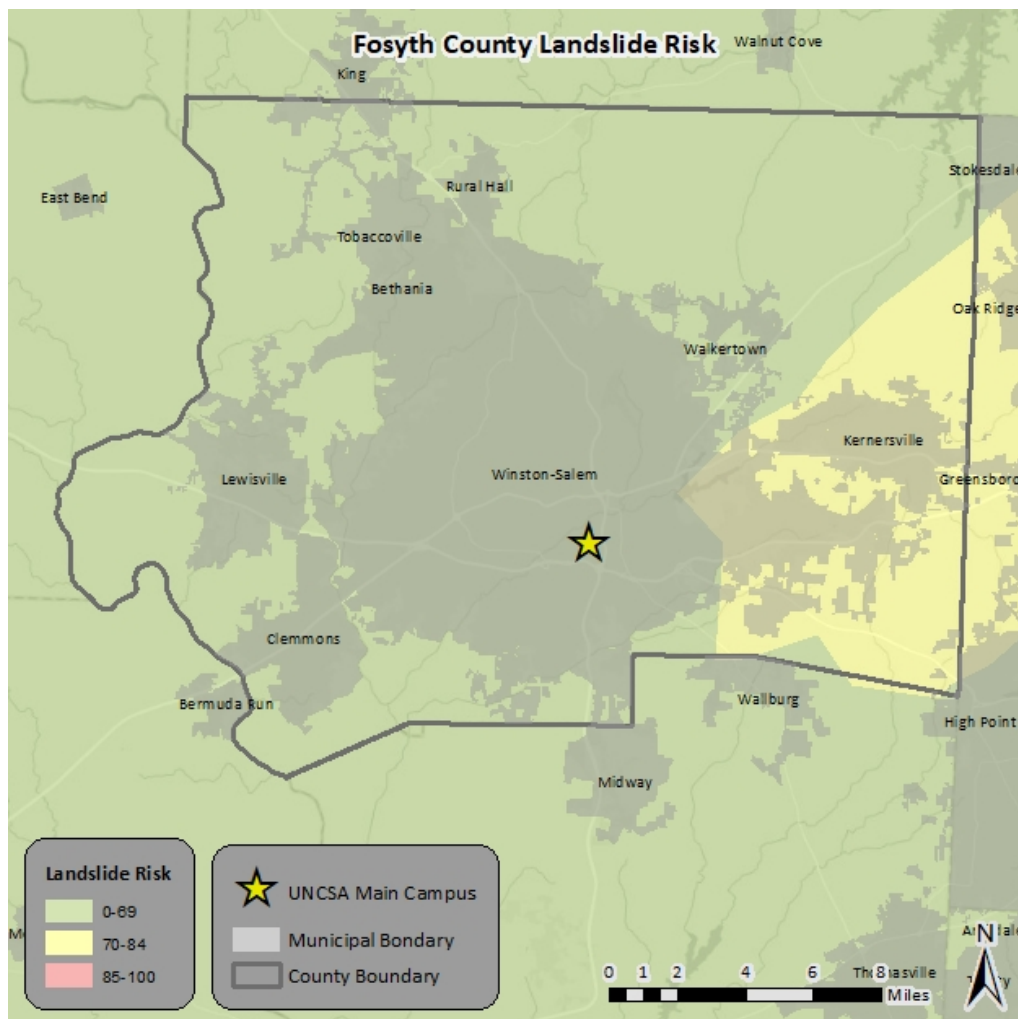 Fosyth County Landslide Risk
Walnut Cove
King
Stokesdale
East Bend
Rural Hall
Tobaccoville
Bethania
Oak Ridge
Walkertown
Kernersville
Winston-Salem
Lewisville
Greensboro
Clemmons
Bermuda Run
Wallburg
High Point
Midway
Landslide Risk
0-69
70-84
85-100
UNCSA Main Campus
Municipal Bondary
County Boundary
N
0 1 2 4 6 8
Miles
Thomasville